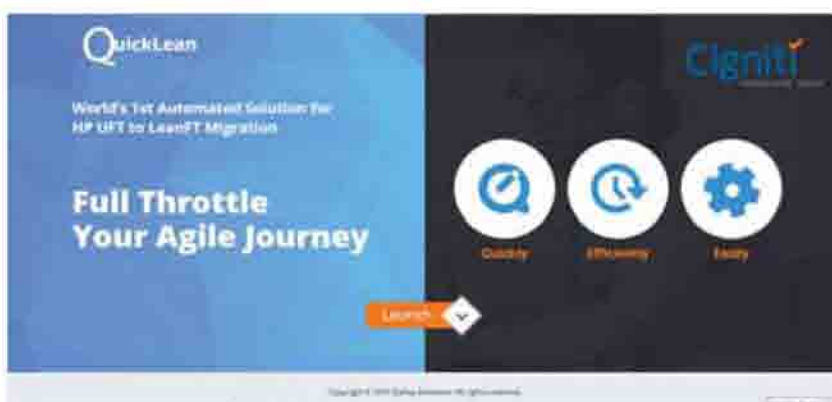 QuickLean
World's 1st Automated Solution for
HP UFT to LeanFT Migration
Full Throttle
Your Agile Journey
Launch
Cigniti
Quickly
Efficiently
Easily